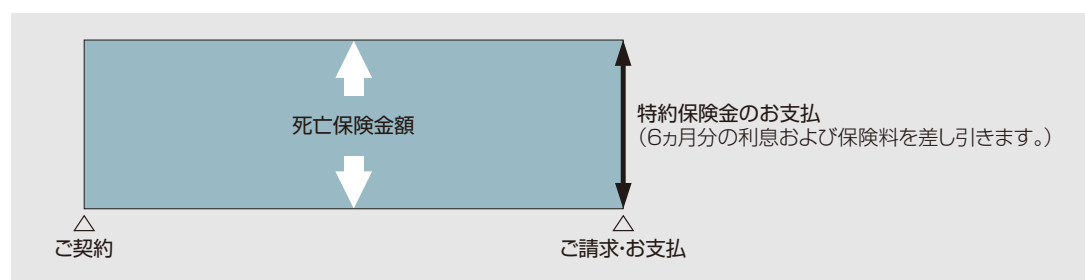 死亡保険金額
特約保険金のお支払
（6ヵ月分の利息および保険料を差し引きます。）
△
ご契約
△
ご請求・お支払